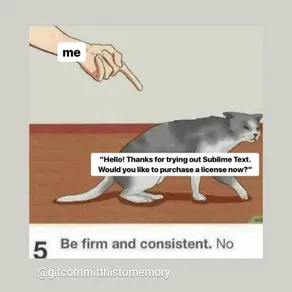 me
“Hello! Thanks for trying out Sublime Text.
Would you like to purchase a license now?”
5 Be firm and consistent. No
@gitcommitthistomemory